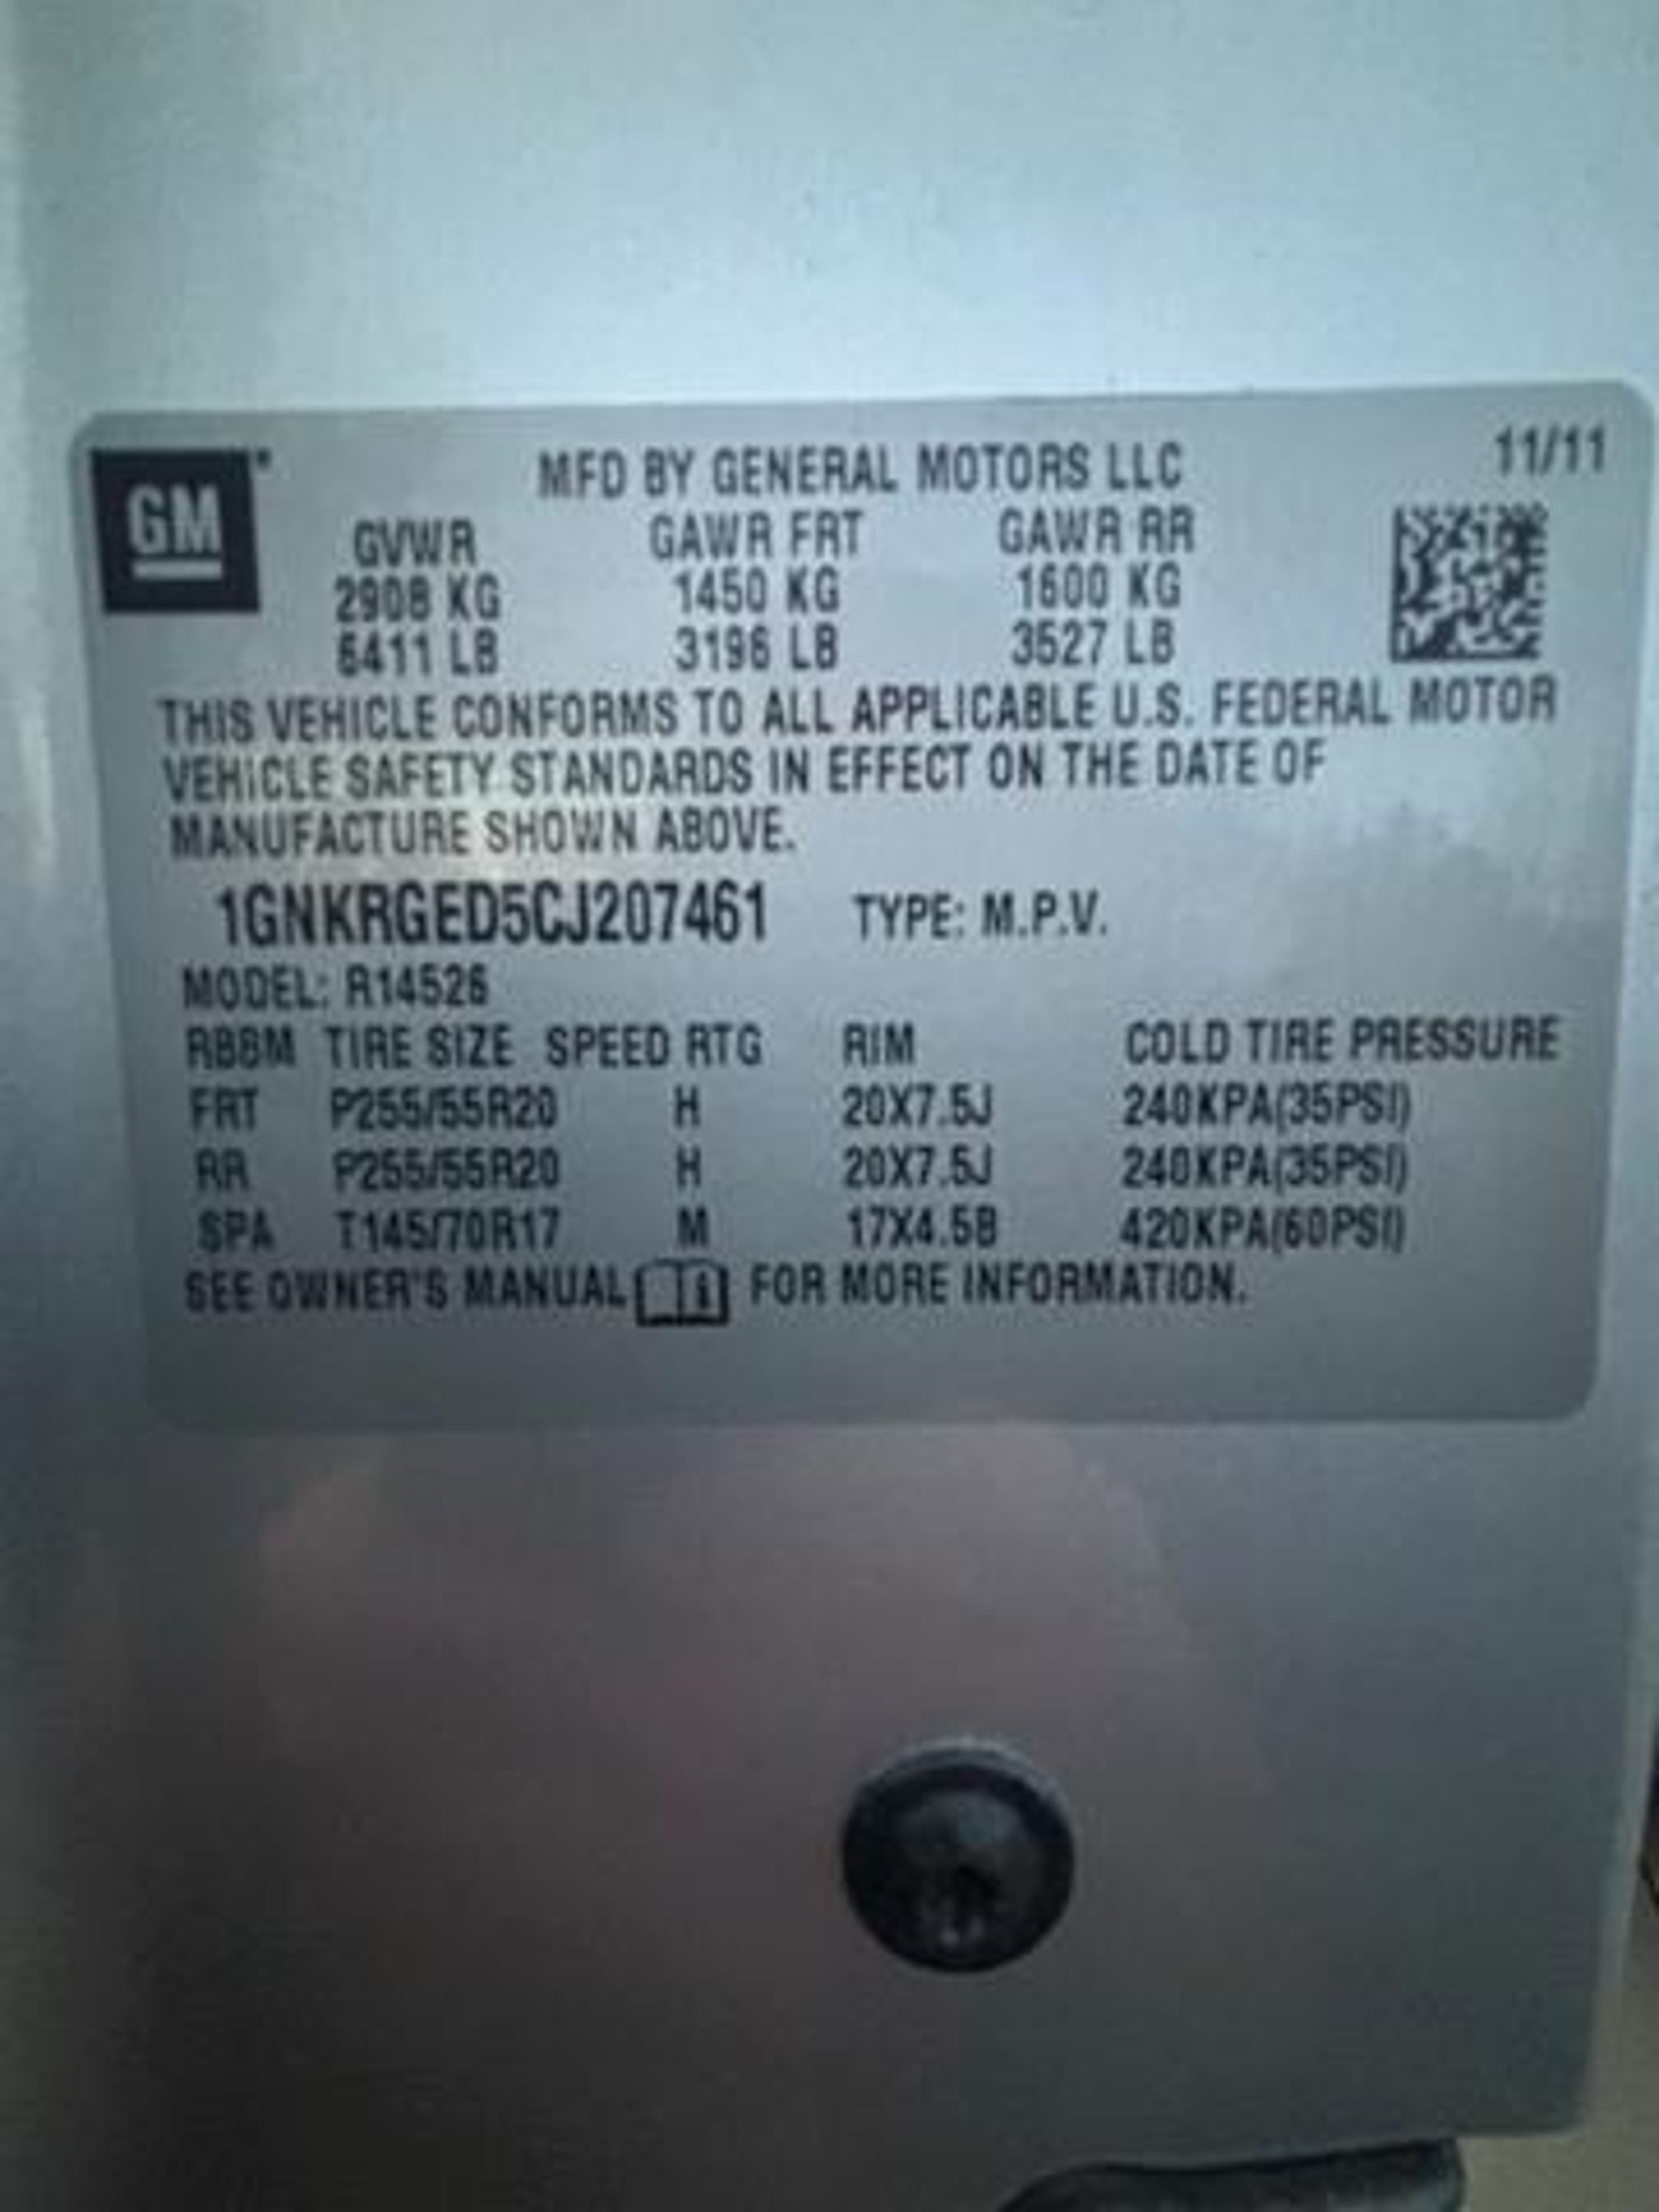 GM
MFD BY GENERAL MOTORS LLC 11/11
GVWR GAWR FRT GAWR RR
2908 KG 1450 KG 1600 KG
6411 LB 3196 LB 3527 LB
THIS VEHICLE CONFORMS TO ALL APPLICABLE U.S. FEDERAL MOTOR
VEHICLE SAFETY STANDARDS IN EFFECT ON THE DATE OF
MANUFACTURE SHOWN ABOVE.
1GNKRGED5CJ207461 TYPE: M.P.V.
MODEL: R14526
RBBM TIRE SIZE SPEED RTG RIM COLD TIRE PRESSURE
FRT P255/55R20 H 20X7.5J 240KPA(35PSI)
RR P255/55R20 H 20X7.5J 240KPA(35PSI)
SPA T145/70R17 M 17X4.5B 420KPA(60PSI)
SEE OWNER'S MANUAL FOR MORE INFORMATION.